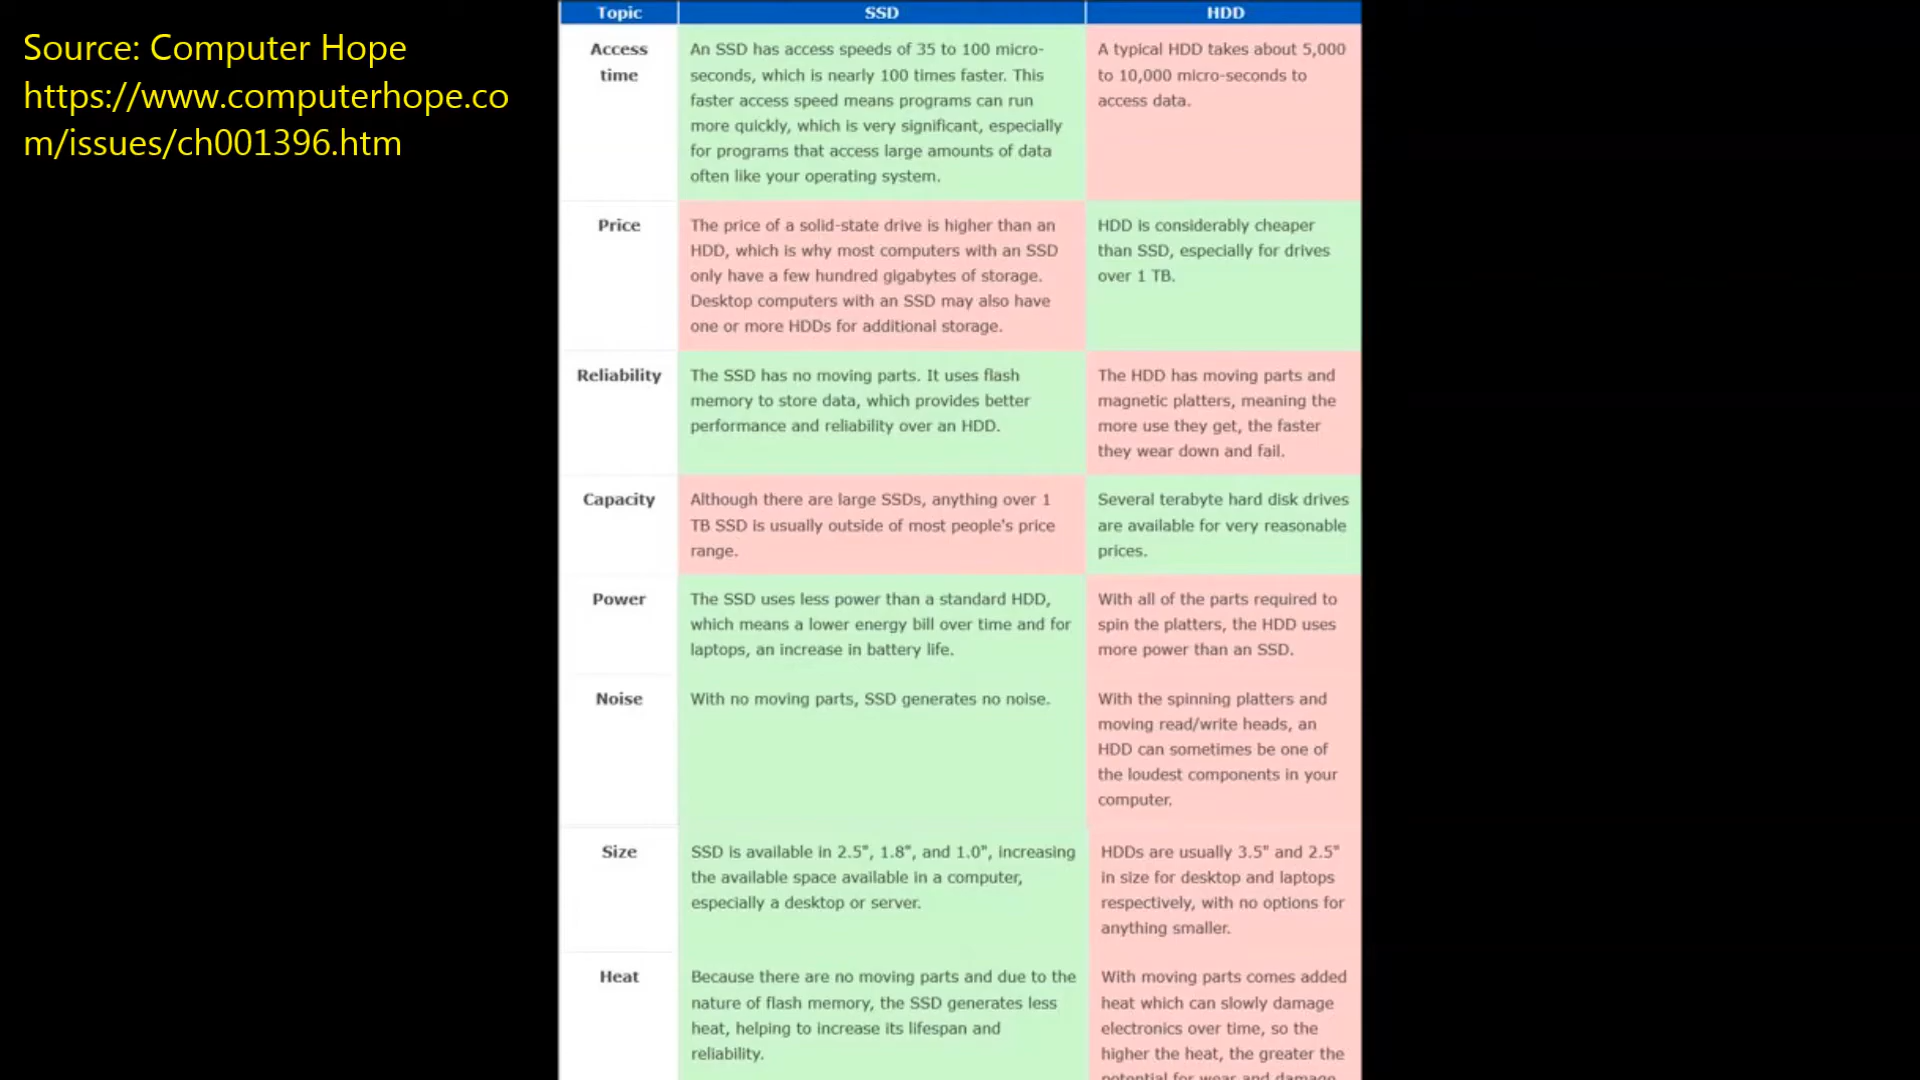 Source: Computer Hope
https://www.computerhope.co
m/issues/ch001396.htm
Topic SSD HDD
Access
time
An SSD has access speeds of 35 to 100 micro-
seconds, which is nearly 100 times faster. This
faster access speed means programs can run
more quickly, which is very significant, especially
for programs that access large amounts of data
often like your operating system.
A typical HDD takes about 5,000
to 10,000 micro-seconds to
access data.
Price
The price of a solid-state drive is higher than an
HDD, which is why most computers with an SSD
only have a few hundred gigabytes of storage.
Desktop computers with an SSD may also have
one or more HDDs for additional storage.
HDD is considerably cheaper
than SSD, especially for drives
over 1 TB.
Reliability
The SSD has no moving parts. It uses flash
memory to store data, which provides better
performance and reliability over an HDD.
The HDD has moving parts and
magnetic platters, meaning the
more use they get, the faster
they wear down and fail.
Capacity
Although there are large SSDs, anything over 1
TB SSD is usually outside of most people's price
range.
Several terabyte hard disk drives
are available for very reasonable
prices.
Power
The SSD uses less power than a standard HDD,
which means a lower energy bill over time and for
laptops, an increase in battery life.
With all of the parts required to
spin the platters, the HDD uses
more power than an SSD.
Noise
With no moving parts, SSD generates no noise.
With the spinning platters and
moving read/write heads, an
HDD can sometimes be one of
the loudest components in your
computer.
Size
SSD is available in 2.5", 1.8", and 1.0", increasing
the available space available in a computer,
especially a desktop or server.
HDDs are usually 3.5" and 2.5"
in size for desktop and laptops
respectively, with no options for
anything smaller.
Heat
Because there are no moving parts and due to the
nature of flash memory, the SSD generates less
heat, helping to increase its lifespan and
reliability.
With moving parts comes added
heat which can slowly damage
electronics over time, so the
higher the heat, the greater the
potential for wear and damage